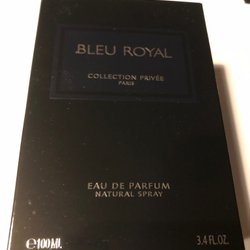 BLEU ROYAL
COLLECTION PRIVÉE
PARIS
EAU DE PARFUM
NATURAL SPRAY
℮100 ML
3.4 FL.OZ.